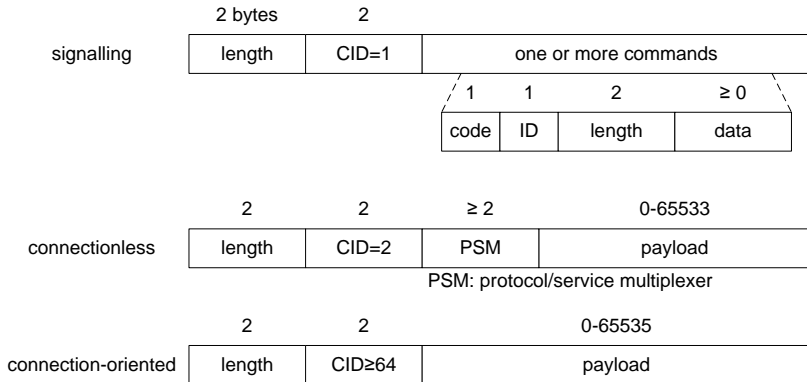 2 bytes 2
signalling length CID=1 one or more commands
1 1 2 ≥ 0
code ID length data
2 2 ≥ 2 0-65533
connectionless length CID=2 PSM payload
PSM: protocol/service multiplexer
2 2 0-65535
connection-oriented length CID≥64 payload